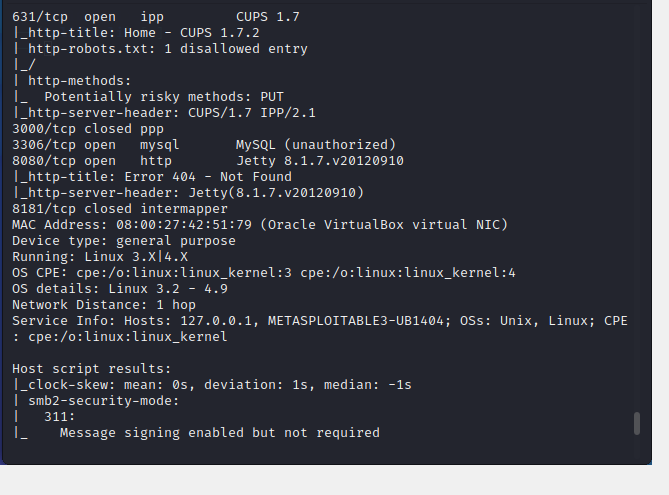 631/tcp  open   ipp         CUPS 1.7
|_http-title: Home - CUPS 1.7.2
| http-robots.txt: 1 disallowed entry
|_/
| http-methods:
|_  Potentially risky methods: PUT
|_http-server-header: CUPS/1.7 IPP/2.1
3000/tcp closed ppp
3306/tcp open   mysql       MySQL (unauthorized)
8080/tcp open   http        Jetty 8.1.7.v20120910
|_http-title: Error 404 - Not Found
|_http-server-header: Jetty(8.1.7.v20120910)
8181/tcp closed intermapper
MAC Address: 08:00:27:42:51:79 (Oracle VirtualBox virtual NIC)
Device type: general purpose
Running: Linux 3.X|4.X
OS CPE: cpe:/o:linux:linux_kernel:3 cpe:/o:linux:linux_kernel:4
OS details: Linux 3.2 - 4.9
Network Distance: 1 hop
Service Info: Hosts: 127.0.0.1, METASPLOITABLE3-UB1404; OSs: Unix, Linux; CPE
: cpe:/o:linux:linux_kernel

Host script results:
|_clock-skew: mean: 0s, deviation: 1s, median: -1s
| smb2-security-mode:
|   311:
|_    Message signing enabled but not required